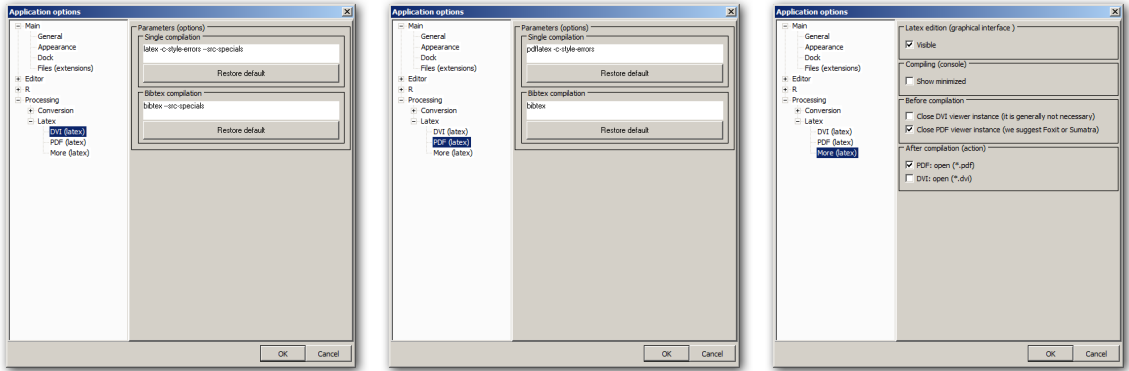 Application options
Main
General
Appearance
Dock
Files (extensions)
Editor
R
Processing
Conversion
Latex
DVI (latex)
PDF (latex)
More (latex)
Parameters (options)
Single compilation
latex -c-style-errors --src-specials
Restore default
Bibtex compilation
bibtex --src-specials
Restore default
OK
Cancel
Application options
Main
General
Appearance
Dock
Files (extensions)
Editor
R
Processing
Conversion
Latex
DVI (latex)
PDF (latex)
More (latex)
Parameters (options)
Single compilation
pdflatex -c-style-errors
Restore default
Bibtex compilation
bibtex
Restore default
OK
Cancel
Application options
Main
General
Appearance
Dock
Files (extensions)
Editor
R
Processing
Conversion
Latex
DVI (latex)
PDF (latex)
More (latex)
Latex edition (graphical interface )
Visible
Compiling (console)
Show minimized
Before compilation
Close DVI viewer instance (it is generally not necessary)
Close PDF viewer instance (we suggest Foxit or Sumatra)
After compilation (action)
PDF: open (*.pdf)
DVI: open (*.dvi)
OK
Cancel